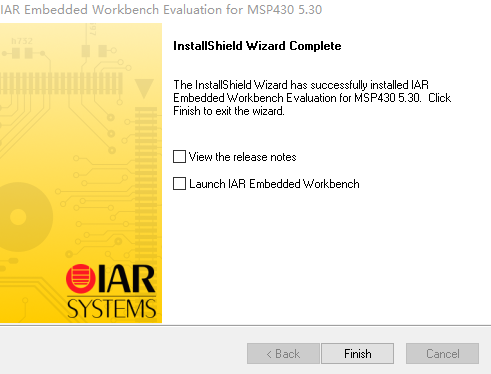 IAR Embedded Workbench Evaluation for MSP430 5.30
6732
InstallShield Wizard Complete
The InstallShield Wizard has successfully installed IAR
Embedded Workbench Evaluation for MSP430 5.30. Click
Finish to exit the wizard.
View the release notes
Launch IAR Embedded Workbench
IAR
SYSTEMS
< Back
Finish
Cancel